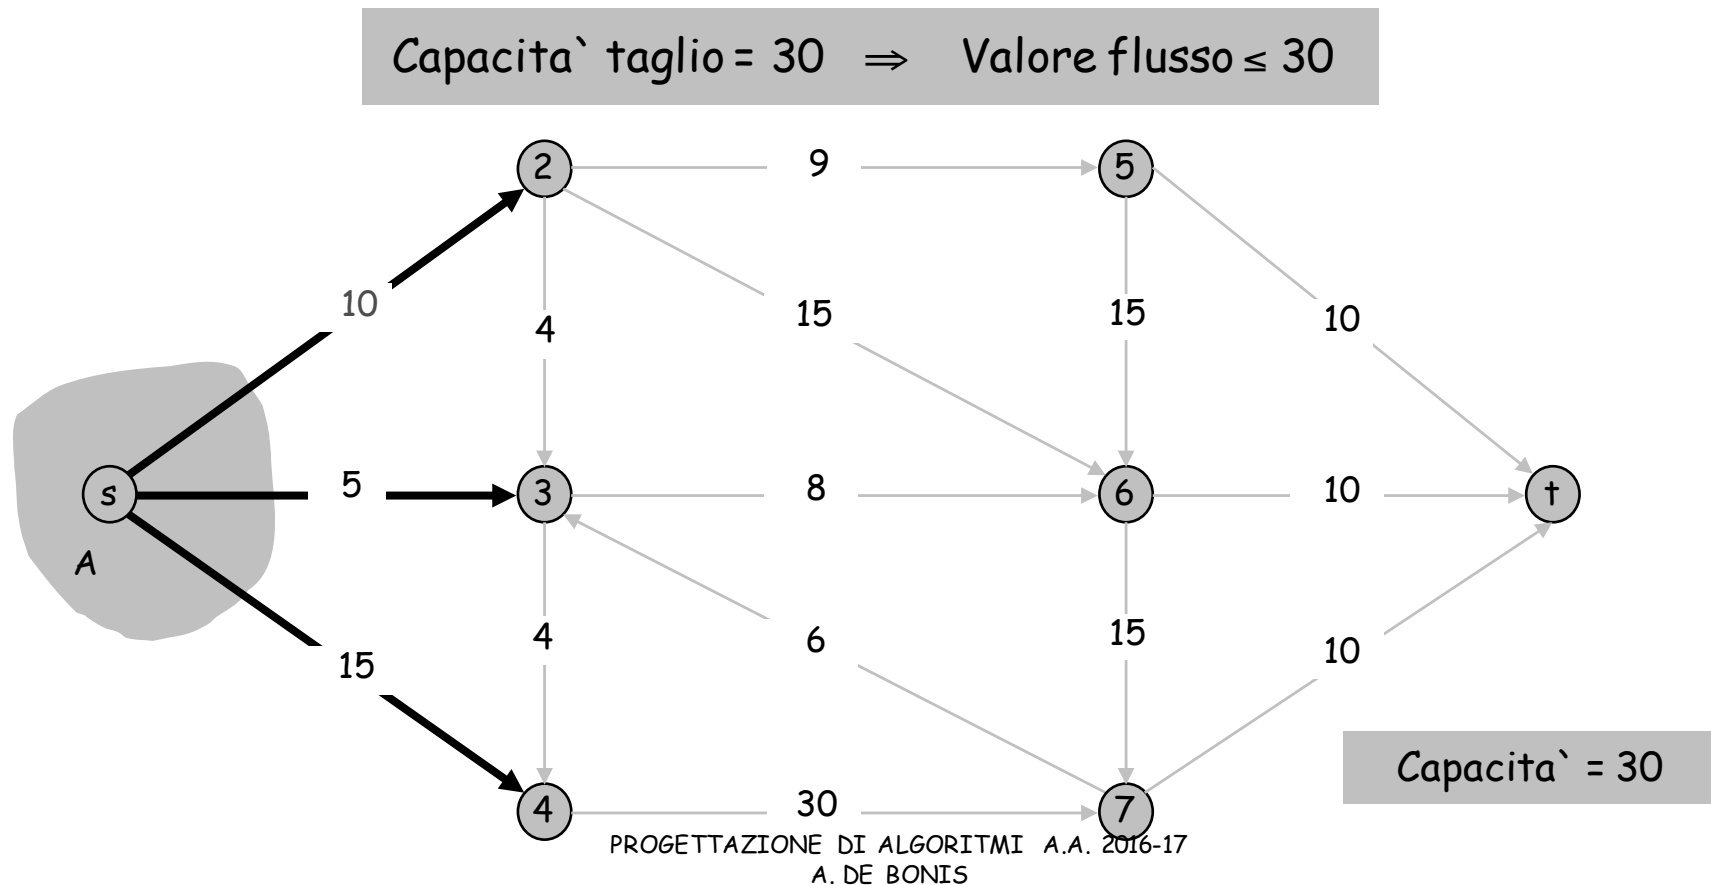 Capacita` taglio = 30 ⇒ Valore flusso ≤ 30
2 9 5
10
4
15
15
10
s 5 3 8 6 10 t
A
4
6
15
10
15
Capacita` = 30
4 30 7
PROGETTAZIONE DI ALGORITMI A.A. 2016-17
A. DE BONIS